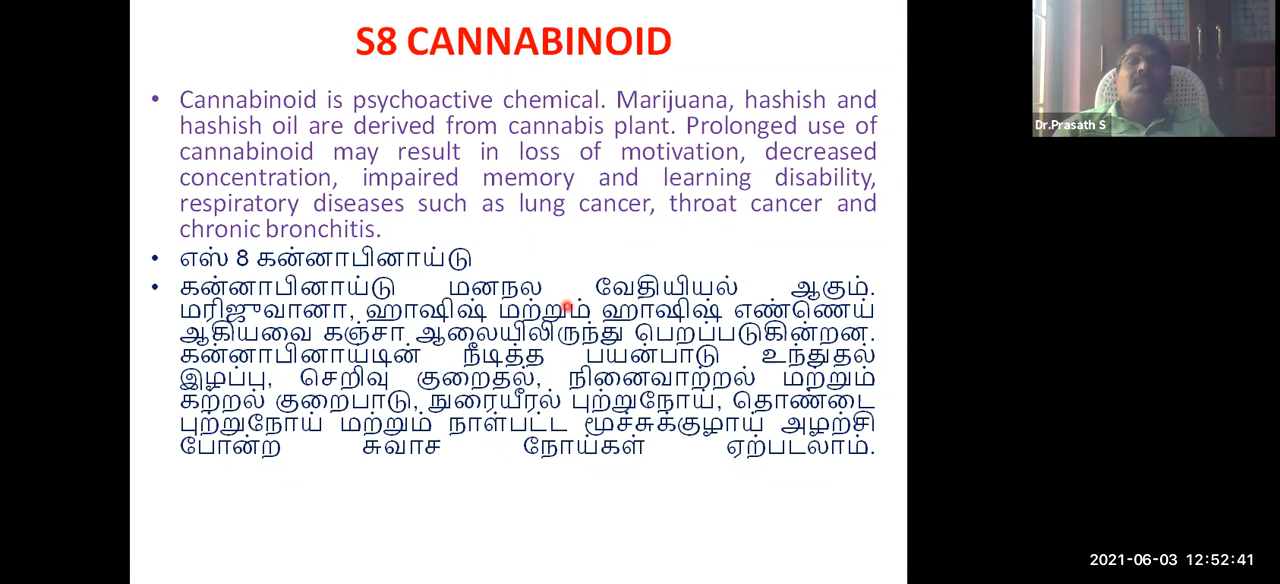 S8 CANNABINOID
• Cannabinoid is psychoactive chemical. Marijuana, hashish and
hashish oil are derived from cannabis plant. Prolonged use of
cannabinoid may result in loss of motivation, decreased
concentration, impaired memory and learning disability,
respiratory diseases such as lung cancer, throat cancer and
chronic bronchitis.
• எஸ் 8 கன்னாபினாய்டு
• கன்னாபினாய்டு மனநல வேதியியல் ஆகும்.
மரிஜுவானா, ஹாஷிஷ் மற்றும் ஹாஷிஷ் எண்ணெய்
ஆகியவை கஞ்சா ஆலையிலிருந்து பெறப்படுகின்றன.
கன்னாபினாய்டின் நீடித்த பயன்பாடு உந்துதல்
இழப்பு, செறிவு குறைதல், நினைவாற்றல் மற்றும்
கற்றல் குறைபாடு, நுரையீரல் புற்றுநோய், தொண்டை
புற்றுநோய் மற்றும் நாள்பட்ட மூச்சுக்குழாய் அழற்சி
போன்ற சுவாச நோய்கள் ஏற்படலாம்.
Dr.Prasath S
2021-06-03 12:52:41